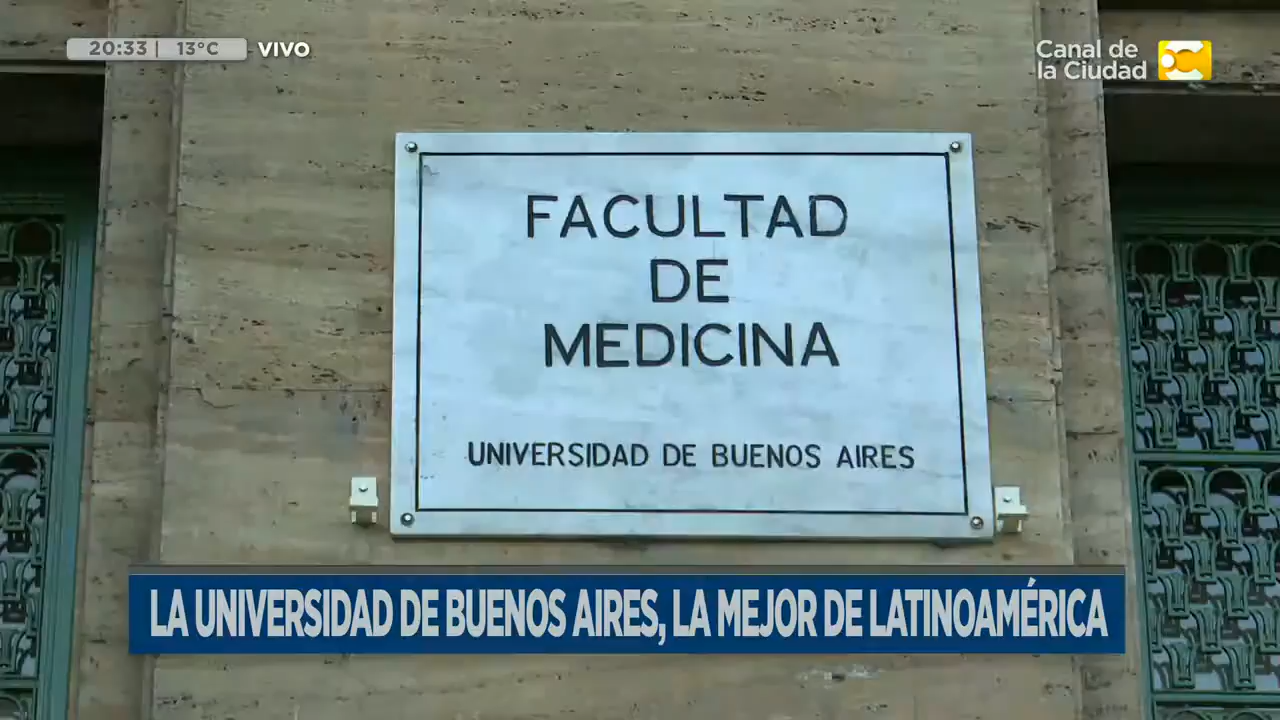 20:33 | 13°C VIVO
Canal de
la Ciudad
FACULTAD
DE
MEDICINA
UNIVERSIDAD DE BUENOS AIRES
LA UNIVERSIDAD DE BUENOS AIRES, LA MEJOR DE LATINOAMÉRICA